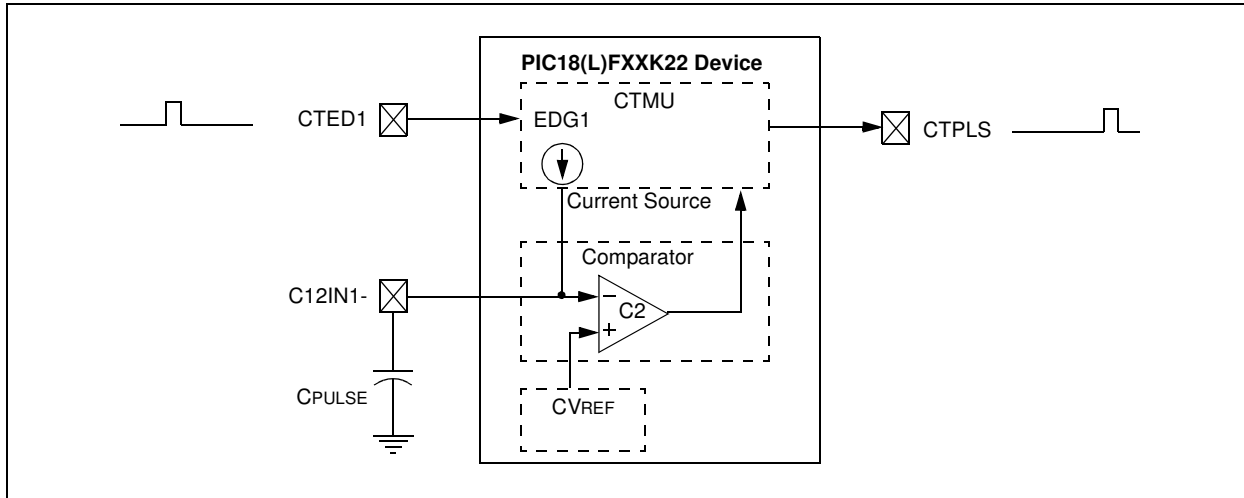 PIC18(L)FXXK22 Device
CTMU
CTED1
EDG1
CTPLS
Current Source
Comparator
C12IN1-
−
C2
+
CPULSE
CVREF